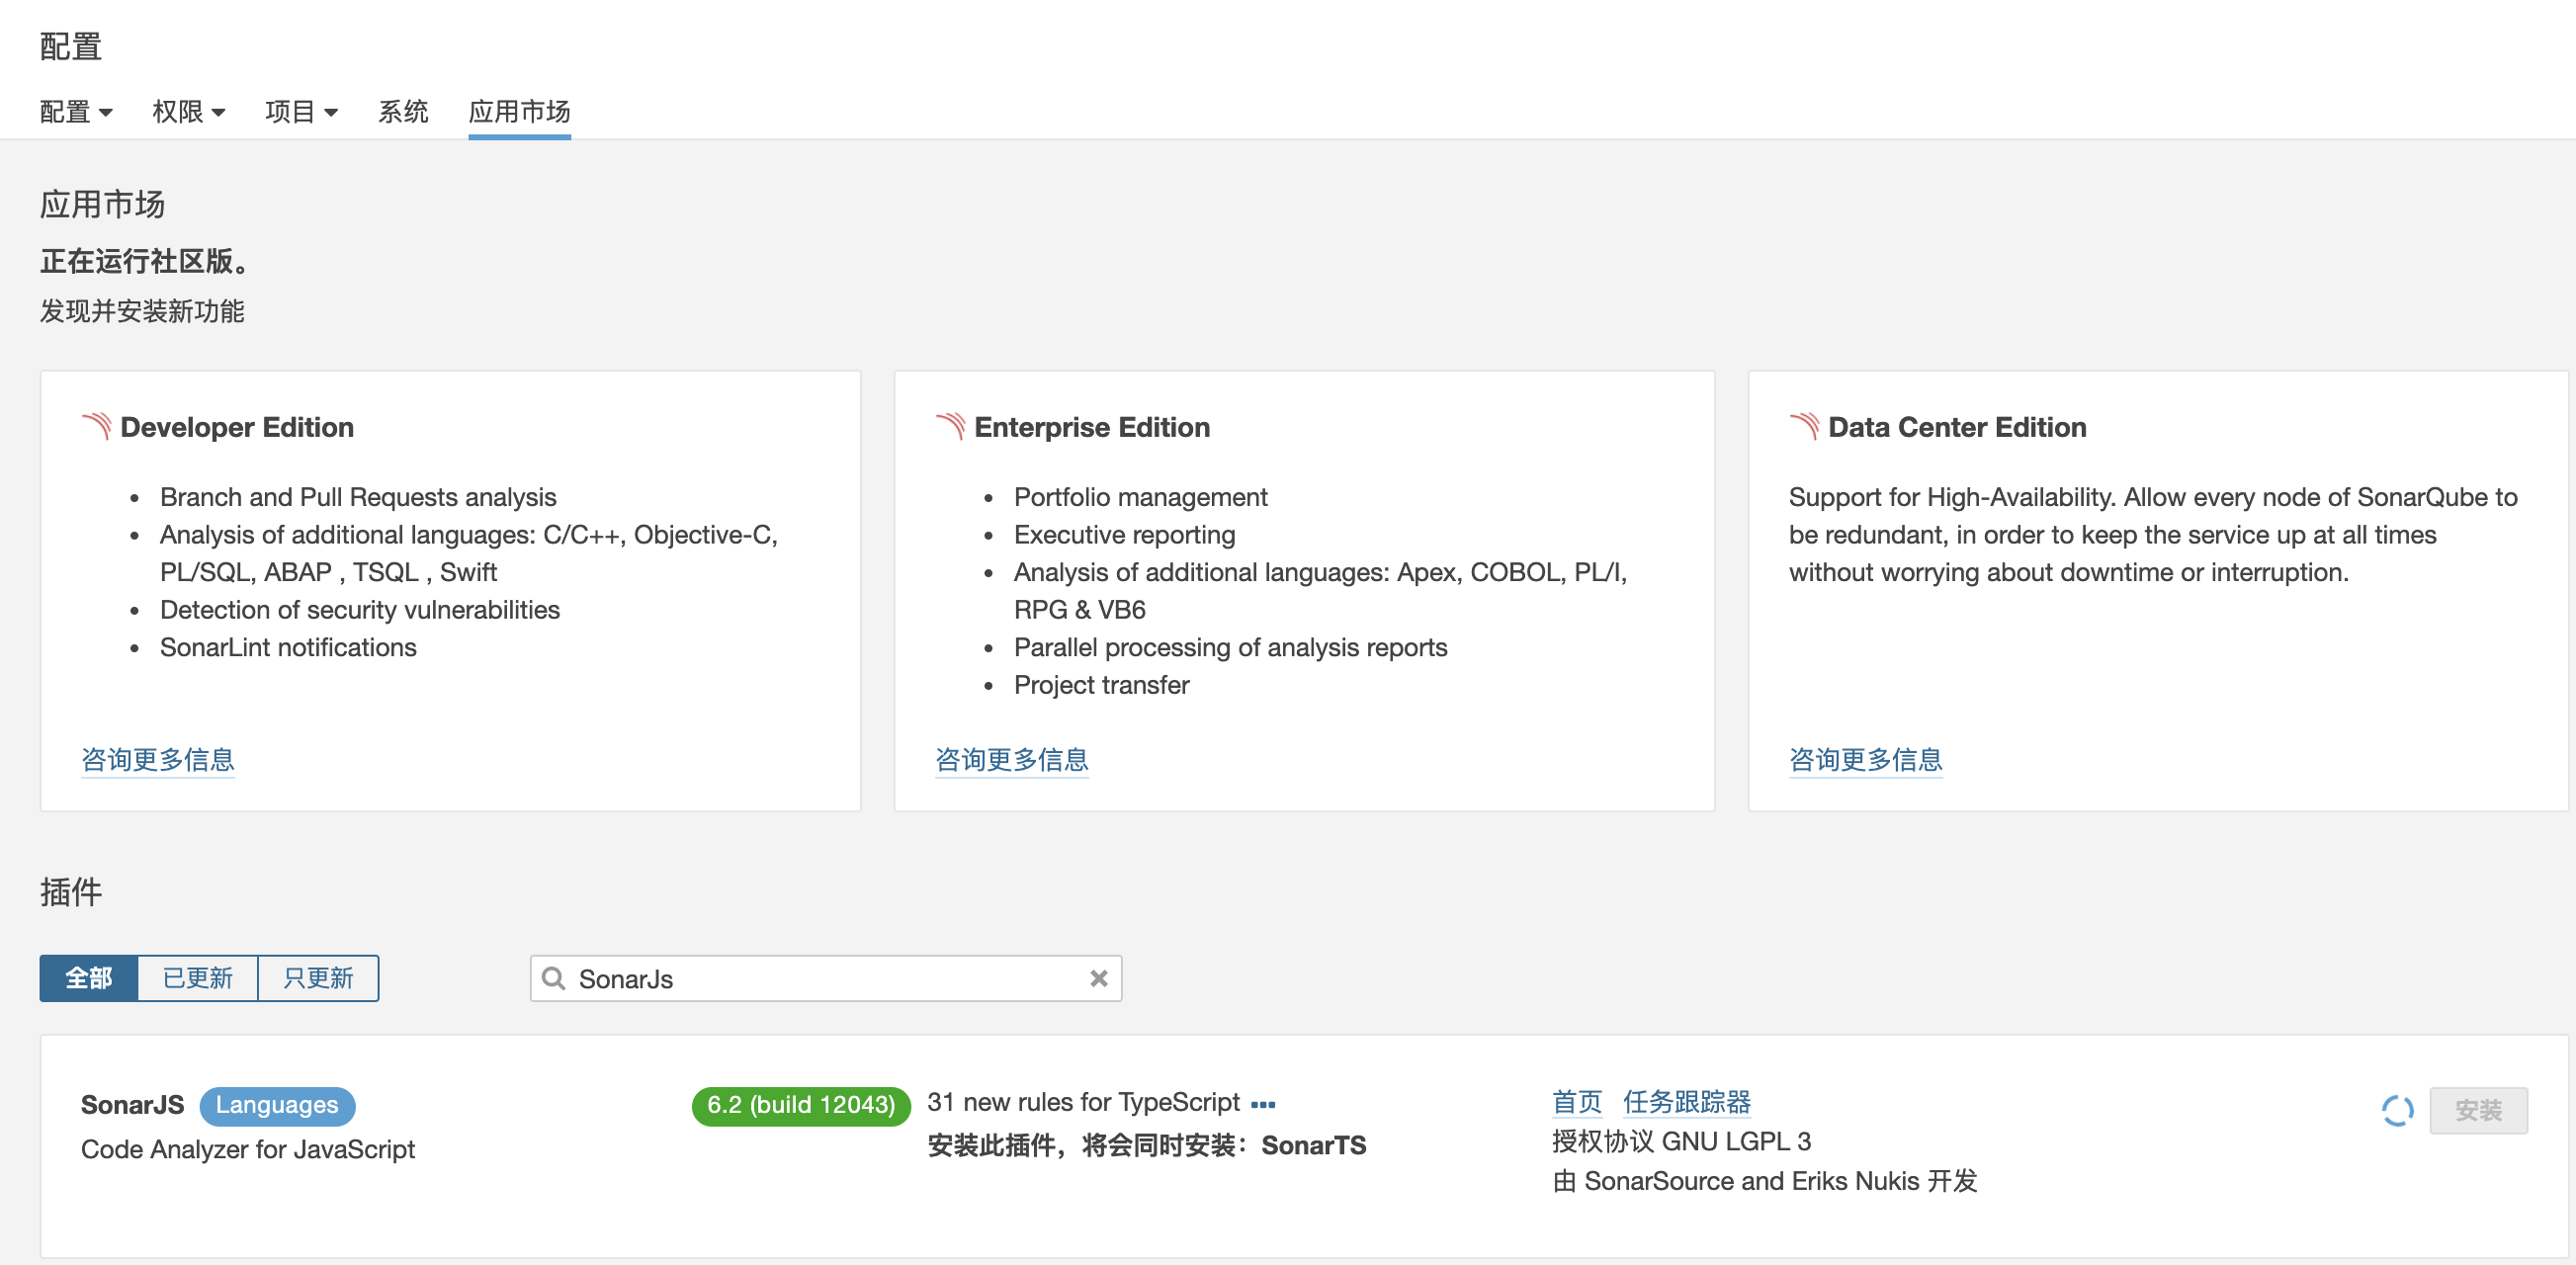 配置
配置 权限 项目 系统 应用市场
应用市场
正在运行社区版。
发现并安装新功能
Developer Edition
Branch and Pull Requests analysis
Analysis of additional languages: C/C++, Objective-C,
PL/SQL, ABAP , TSQL , Swift
Detection of security vulnerabilities
SonarLint notifications
咨询更多信息
Enterprise Edition
Portfolio management
Executive reporting
Analysis of additional languages: Apex, COBOL, PL/I,
RPG & VB6
Parallel processing of analysis reports
Project transfer
咨询更多信息
Data Center Edition
Support for High-Availability. Allow every node of SonarQube to
be redundant, in order to keep the service up at all times
without worrying about downtime or interruption.
咨询更多信息
插件
全部 已更新 只更新 SonarJs
SonarJS Languages
Code Analyzer for JavaScript
6.2 (build 12043) 31 new rules for TypeScript
安装此插件，将会同时安装：SonarTS
首页 任务跟踪器
授权协议 GNU LGPL 3
由 SonarSource and Eriks Nukis 开发
安装